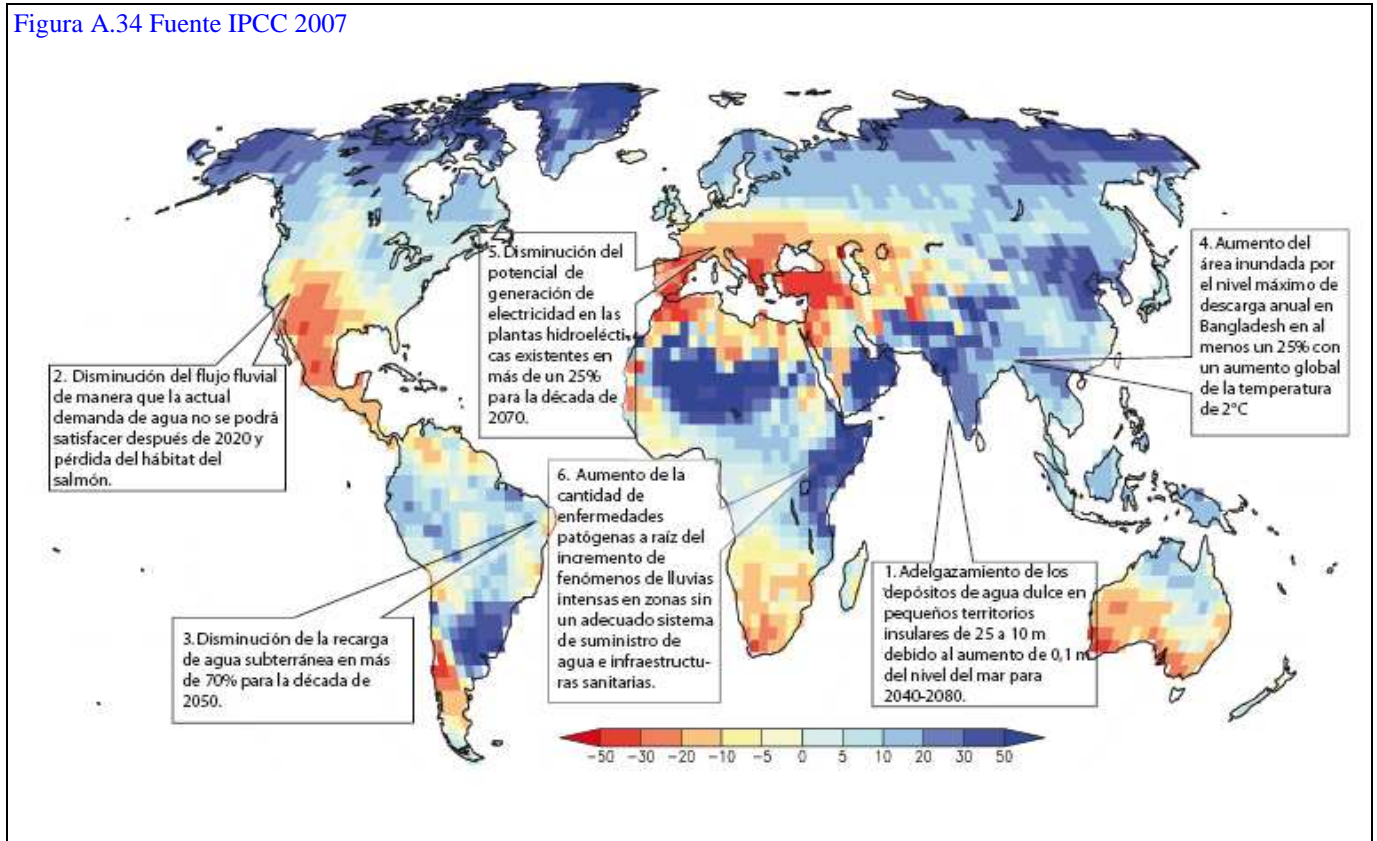 Figura A.34 Fuente IPCC 2007
5. Disminución del
potencial de
generación de
electricidad en las
plantas hidroelécti-
cas existentes en
más de un 25%
para la década de
2070.
4. Aumento del
área inundada por
el nivel máximo de
descarga anual en
Bangladesh en al
menos un 25% con
un aumento global
de la temperatura
de 2°C
2. Disminución del flujo fluvial
de manera que la actual
demanda de agua no se podrá
satisfacer después de 2020 y
pérdida del hábitat del
salmón.
6. Aumento de la
cantidad de
enfermedades
patógenas a raíz del
incremento de
fenómenos de lluvias
intensas en zonas sin
un adecuado sistema
de suministro de
agua e infraestructu-
ras sanitarias.
1. Adelgazamiento de los
depósitos de agua dulce en
pequeños territorios
insulares de 25 a 10 m
debido al aumento de 0,1 m
del nivel del mar para
2040-2080.
3. Disminución de la recarga
de agua subterránea en más
de 70% para la década de
2050.
−50 −30 −20 −10 −5 0 5 10 20 30 50